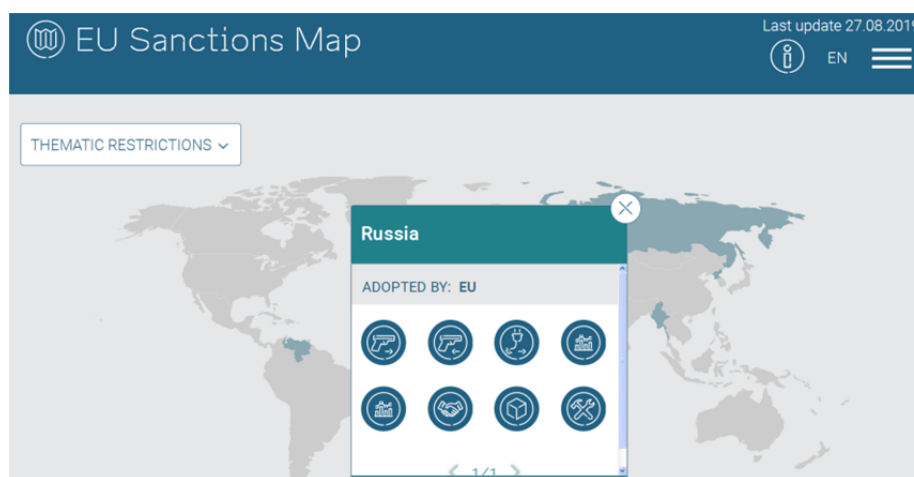 EU Sanctions Map
Last update 27.08.2019
EN
THEMATIC RESTRICTIONS
Russia
ADOPTED BY: EU
1/1